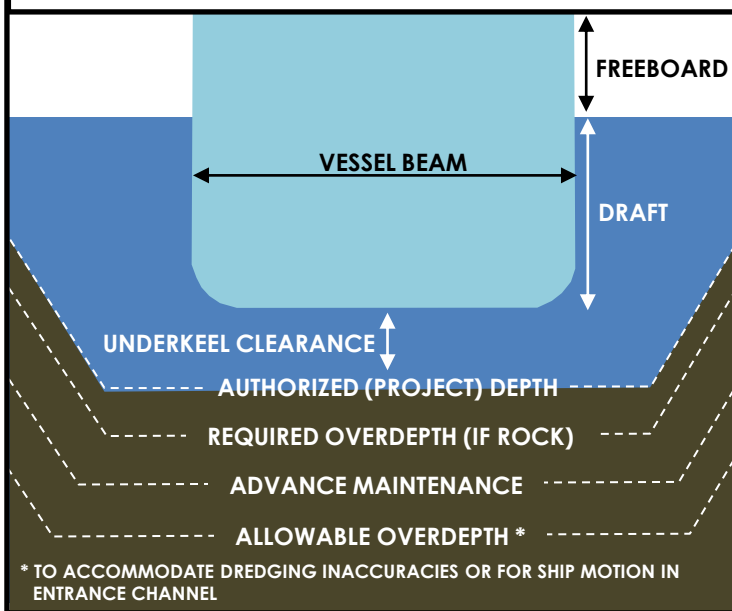 FREEBOARD
VESSEL BEAM
DRAFT
UNDERKEEL CLEARANCE
AUTHORIZED (PROJECT) DEPTH
REQUIRED OVERDEPTH (IF ROCK)
ADVANCE MAINTENANCE
ALLOWABLE OVERDEPTH *
* TO ACCOMMODATE DREDGING INACCURACIES OR FOR SHIP MOTION IN
ENTRANCE CHANNEL